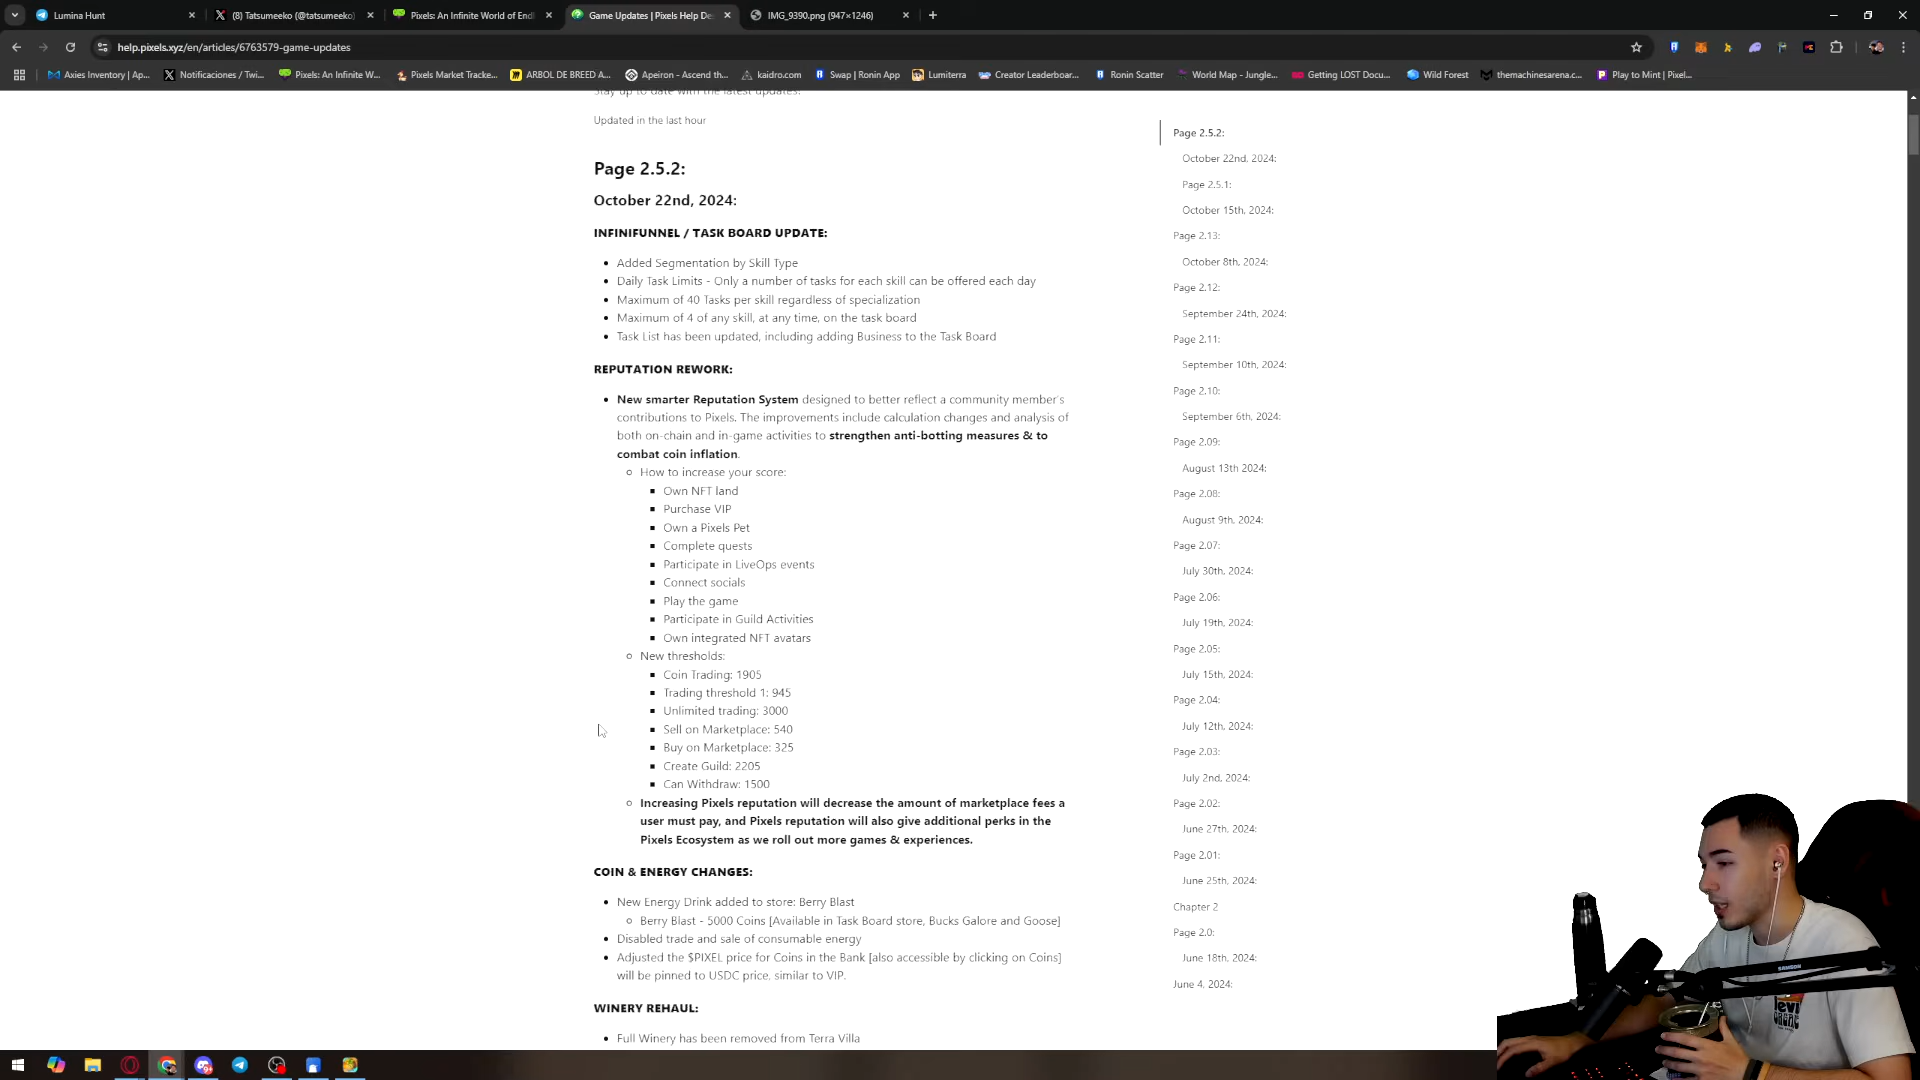 Lumina Hunt
(8) Tatsumeeko (@tatsumeeko)
Pixels: An Infinite World of Endl
Game Updates | Pixels Help De
IMG_9390.png (947×1246)
help.pixels.xyz/en/articles/6763579-game-updates
Axies Inventory | Ap...
Notificaciones / Twi...
Pixels: An Infinite W...
Pixels Market Tracke...
ARBOL DE BREED A...
Apeiron - Ascend th...
kaidro.com
Swap | Ronin App
Lumiterra
Creator Leaderboar...
Ronin Scatter
World Map - Jungle...
Getting LOST Docu...
Wild Forest
themachinesarena.c...
Play to Mint | Pixel...
Stay up to date with the latest updates!
Updated in the last hour
Page 2.5.2:
October 22nd, 2024:
INFINIFUNNEL / TASK BOARD UPDATE:
Added Segmentation by Skill Type
Daily Task Limits - Only a number of tasks for each skill can be offered each day
Maximum of 40 Tasks per skill regardless of specialization
Maximum of 4 of any skill, at any time, on the task board
Task List has been updated, including adding Business to the Task Board
REPUTATION REWORK:
New smarter Reputation System designed to better reflect a community member's
contributions to Pixels. The improvements include calculation changes and analysis of
both on-chain and in-game activities to strengthen anti-botting measures & to
combat coin inflation.
How to increase your score:
Own NFT land
Purchase VIP
Own a Pixels Pet
Complete quests
Participate in LiveOps events
Connect socials
Play the game
Participate in Guild Activities
Own integrated NFT avatars
New thresholds:
Coin Trading: 1905
Trading threshold 1: 945
Unlimited trading: 3000
Sell on Marketplace: 540
Buy on Marketplace: 325
Create Guild: 2205
Can Withdraw: 1500
Increasing Pixels reputation will decrease the amount of marketplace fees a
user must pay, and Pixels reputation will also give additional perks in the
Pixels Ecosystem as we roll out more games & experiences.
COIN & ENERGY CHANGES:
New Energy Drink added to store: Berry Blast
Berry Blast - 5000 Coins [Available in Task Board store, Bucks Galore and Goose]
Disabled trade and sale of consumable energy
Adjusted the $PIXEL price for Coins in the Bank [also accessible by clicking on Coins]
will be pinned to USDC price, similar to VIP.
WINERY REHAUL:
Full Winery has been removed from Terra Villa
Page 2.5.2:
October 22nd, 2024:
Page 2.5.1:
October 15th, 2024:
Page 2.13:
October 8th, 2024:
Page 2.12:
September 24th, 2024:
Page 2.11:
September 10th, 2024:
Page 2.10:
September 6th, 2024:
Page 2.09:
August 13th 2024:
Page 2.08:
August 9th, 2024:
Page 2.07:
July 30th, 2024:
Page 2.06:
July 19th, 2024:
Page 2.05:
July 15th, 2024:
Page 2.04:
July 12th, 2024:
Page 2.03:
July 2nd, 2024:
Page 2.02:
June 27th, 2024:
Page 2.01:
June 25th, 2024:
Chapter 2
Page 2.0:
June 18th, 2024:
June 4, 2024:
SAMSON